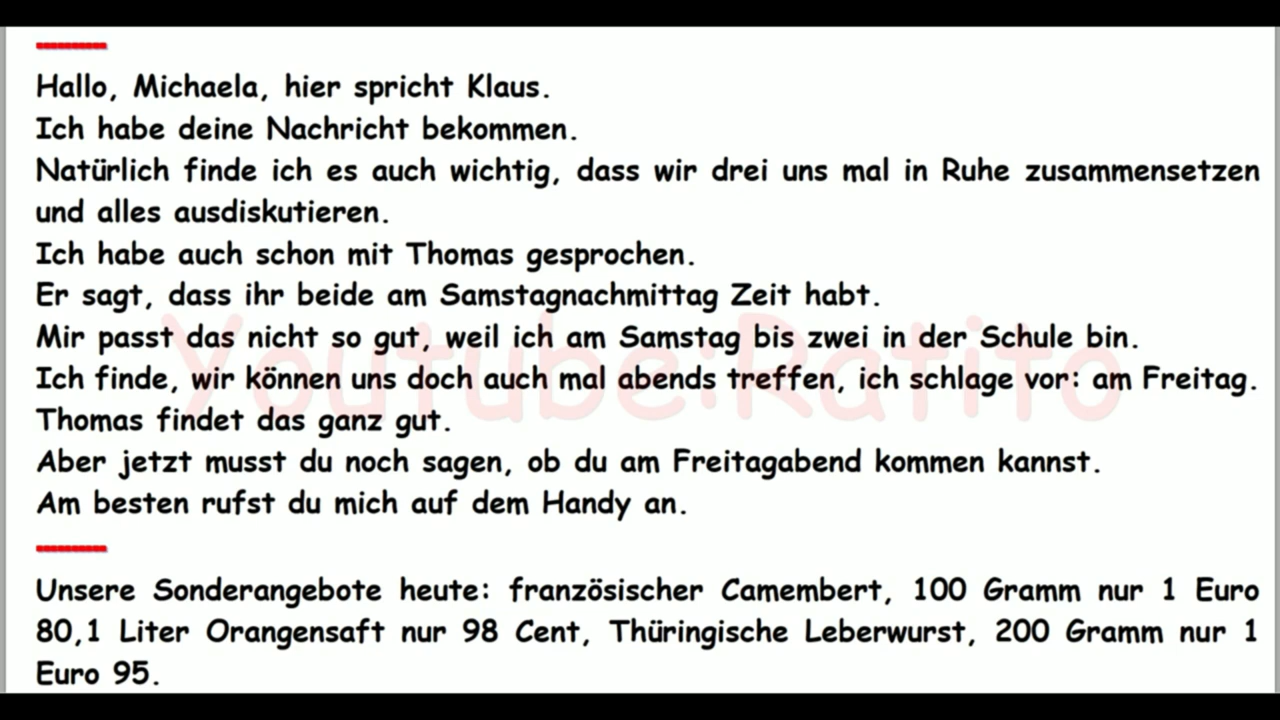 Hallo, Michaela, hier spricht Klaus.
Ich habe deine Nachricht bekommen.
Natürlich finde ich es auch wichtig, dass wir drei uns mal in Ruhe zusammensetzen
und alles ausdiskutieren.
Ich habe auch schon mit Thomas gesprochen.
Er sagt, dass ihr beide am Samstagnachmittag Zeit habt.
Mir passt das nicht so gut, weil ich am Samstag bis zwei in der Schule bin.
Youtube:Ratito
Ich finde, wir können uns doch auch mal abends treffen, ich schlage vor: am Freitag.
Thomas findet das ganz gut.
Aber jetzt musst du noch sagen, ob du am Freitagabend kommen kannst.
Am besten rufst du mich auf dem Handy an.
Unsere Sonderangebote heute: französischer Camembert, 100 Gramm nur 1 Euro
80,1 Liter Orangensaft nur 98 Cent, Thüringische Leberwurst, 200 Gramm nur 1
Euro 95.